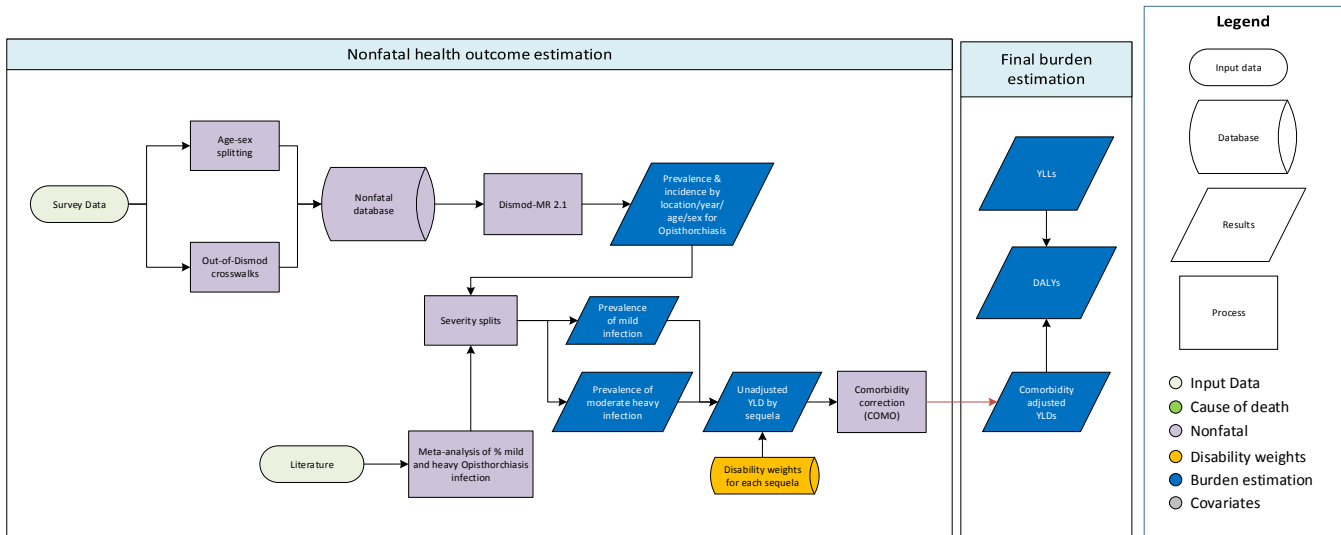 Nonfatal health outcome estimation
Age-sex
splitting
Survey Data
Out-of-Dismod
crosswalks
Nonfatal
database
Dismod-MR 2.1
Prevalence &
incidence by
location/year/
age/sex for
Opisthorchiasis
Severity splits
Prevalence
of mild
infection
Prevalence of
moderate heavy
infection
Unadjusted
YLD by
sequela
Comorbidity
correction
(COMO)
Literature
Meta-analysis of % mild
and heavy Opisthorchiasis
infection
Disability weights
for each sequela
Final burden
estimation
YLLs
DALYs
Comorbidity
adjusted
YLDs
Legend
Input data
Database
Results
Process
Input Data
Cause of death
Nonfatal
Disability weights
Burden estimation
Covariates